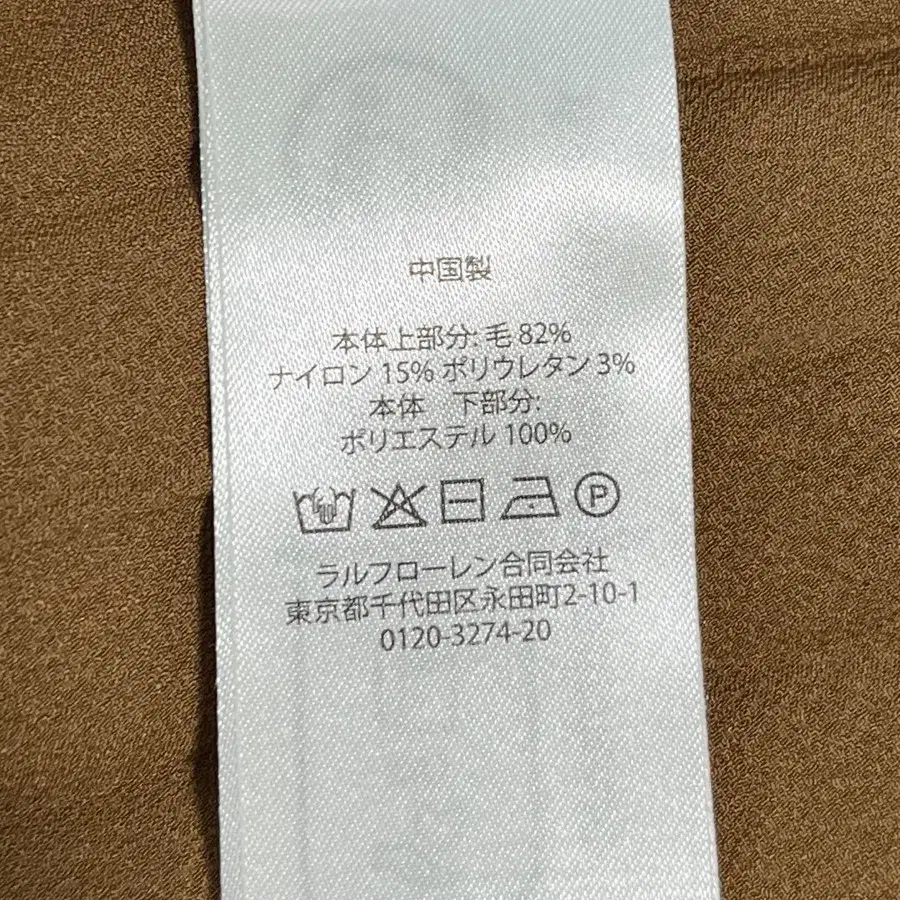 中国製
本体上部分: 毛 82%
ナイロン 15% ポリウレタン 3%
本体　下部分:
ポリエステル 100%
P
ラルフローレン合同会社
東京都千代田区永田町2-10-1
0120-3274-20